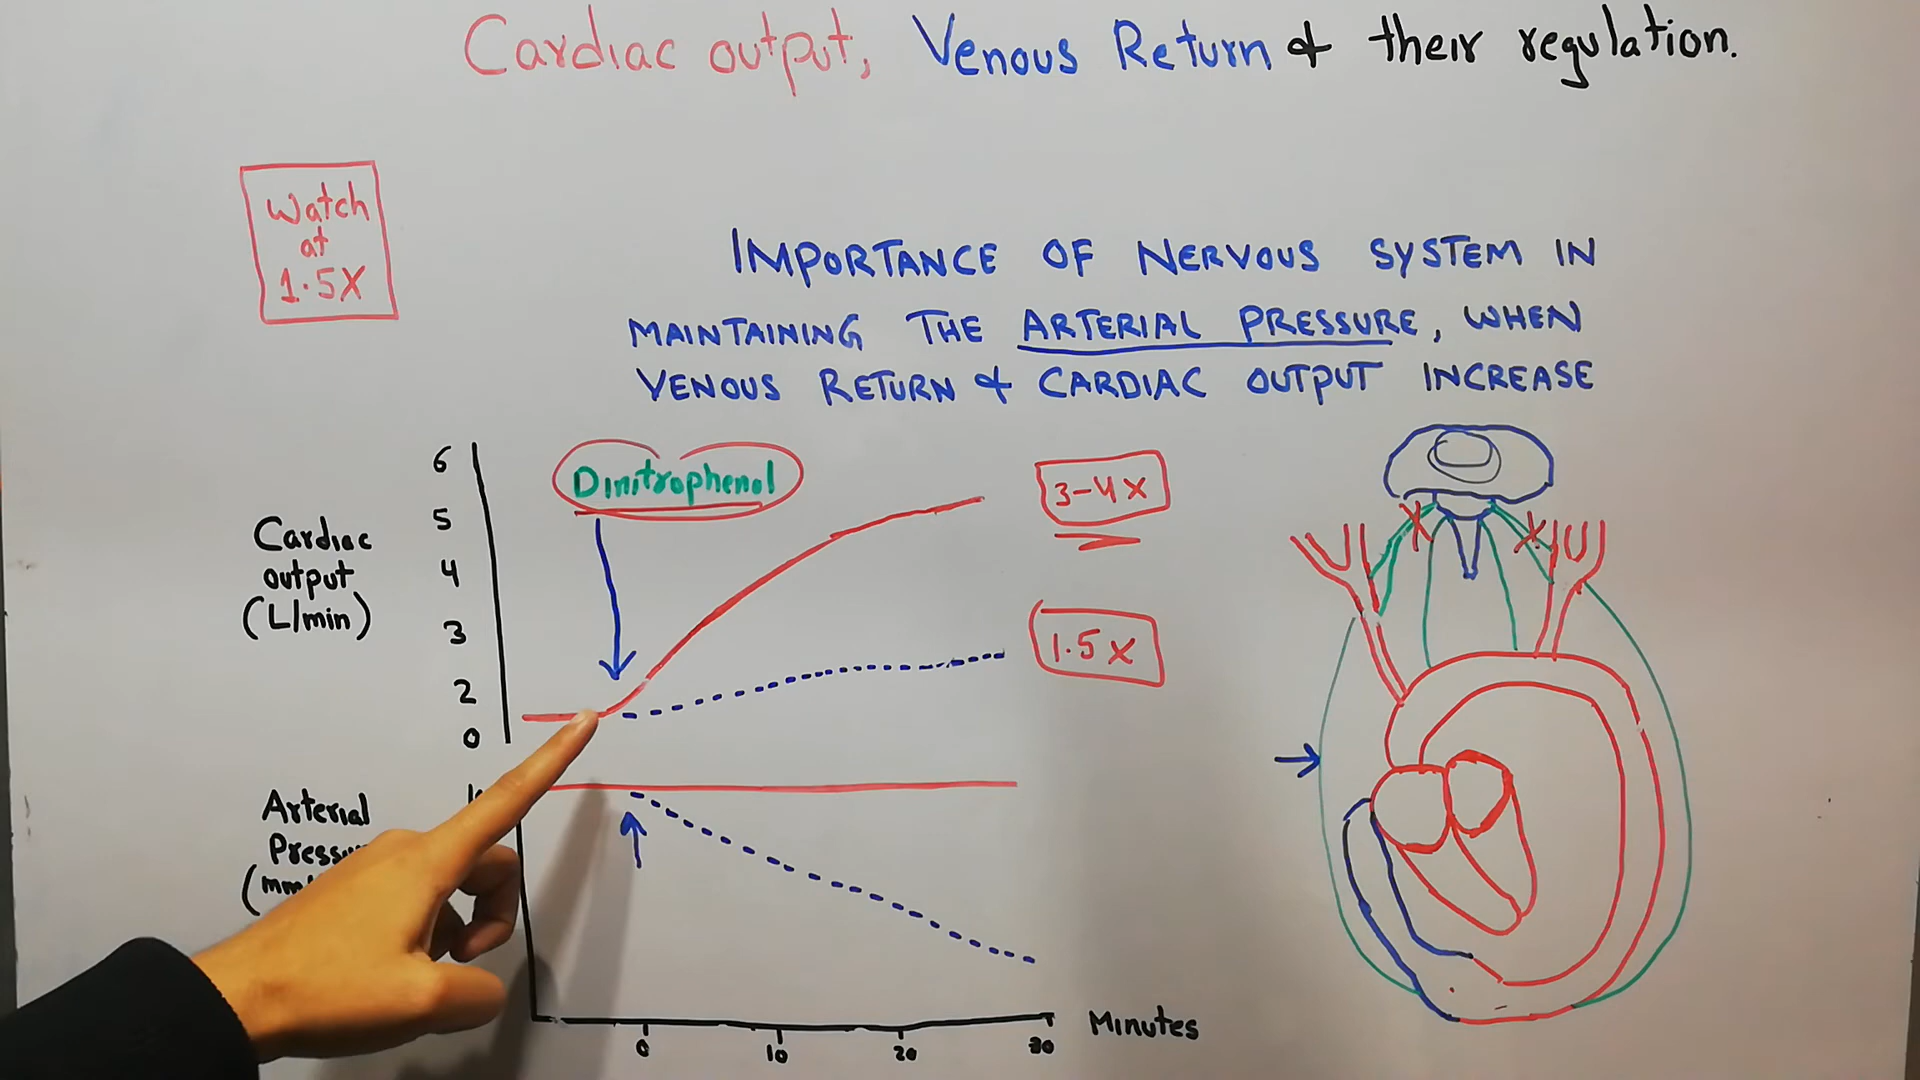 Cardiac output, Venous Return & their regulation.
Watch
at
1.5X
IMPORTANCE OF NERVOUS SYSTEM IN
MAINTAINING THE ARTERIAL PRESSURE, WHEN
VENOUS RETURN & CARDIAC OUTPUT INCREASE
Dinitrophenol
3-4X
1.5X
Cardiac
output
(L/min)
6
5
4
3
2
0
Arterial
Minutes
0
10
20
30